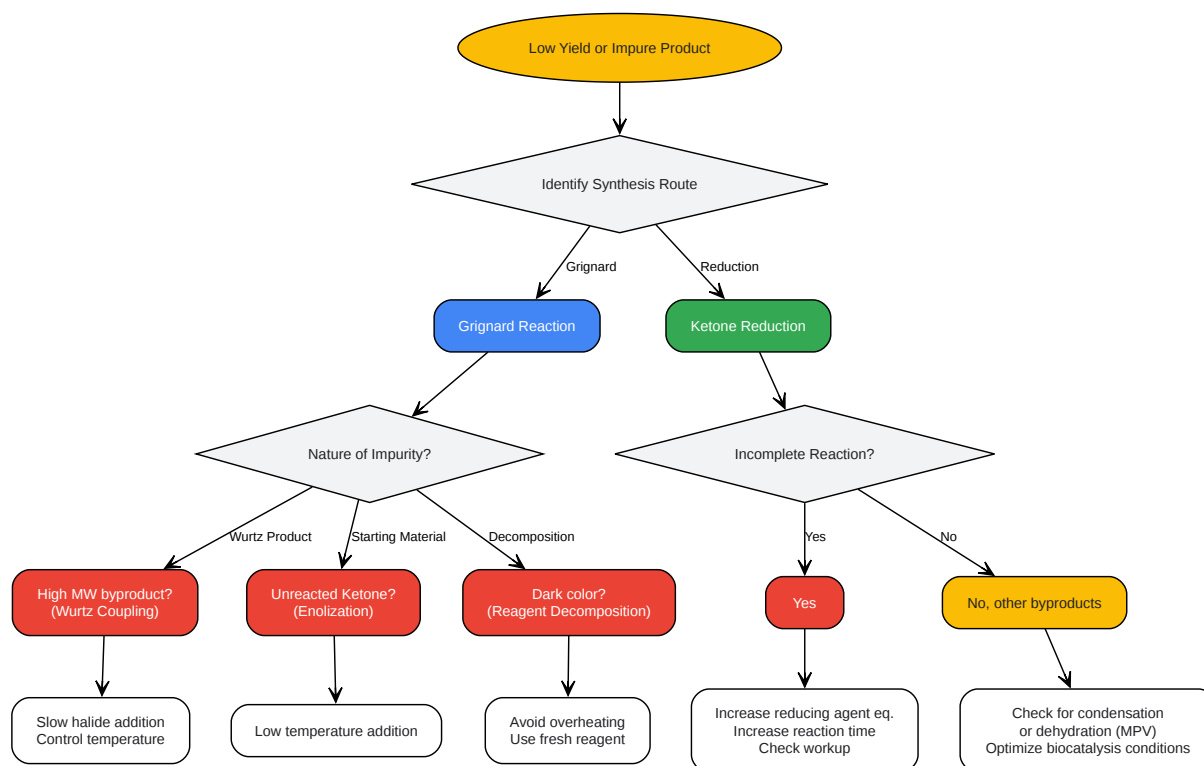 Low Yield or Impure Product
Identify Synthesis Route
Grignard
Reduction
Grignard Reaction
Ketone Reduction
Nature of Impurity?
Incomplete Reaction?
Wurtz Product
Starting Material
Decomposition
Yes
No
High MW byproduct?
(Wurtz Coupling)
Unreacted Ketone?
(Enolization)
Dark color?
(Reagent Decomposition)
Yes
No, other byproducts
Slow halide addition
Control temperature
Low temperature addition
Avoid overheating
Use fresh reagent
Increase reducing agent eq.
Increase reaction time
Check workup
Check for condensation
or dehydration (MPV)
Optimize biocatalysis conditions